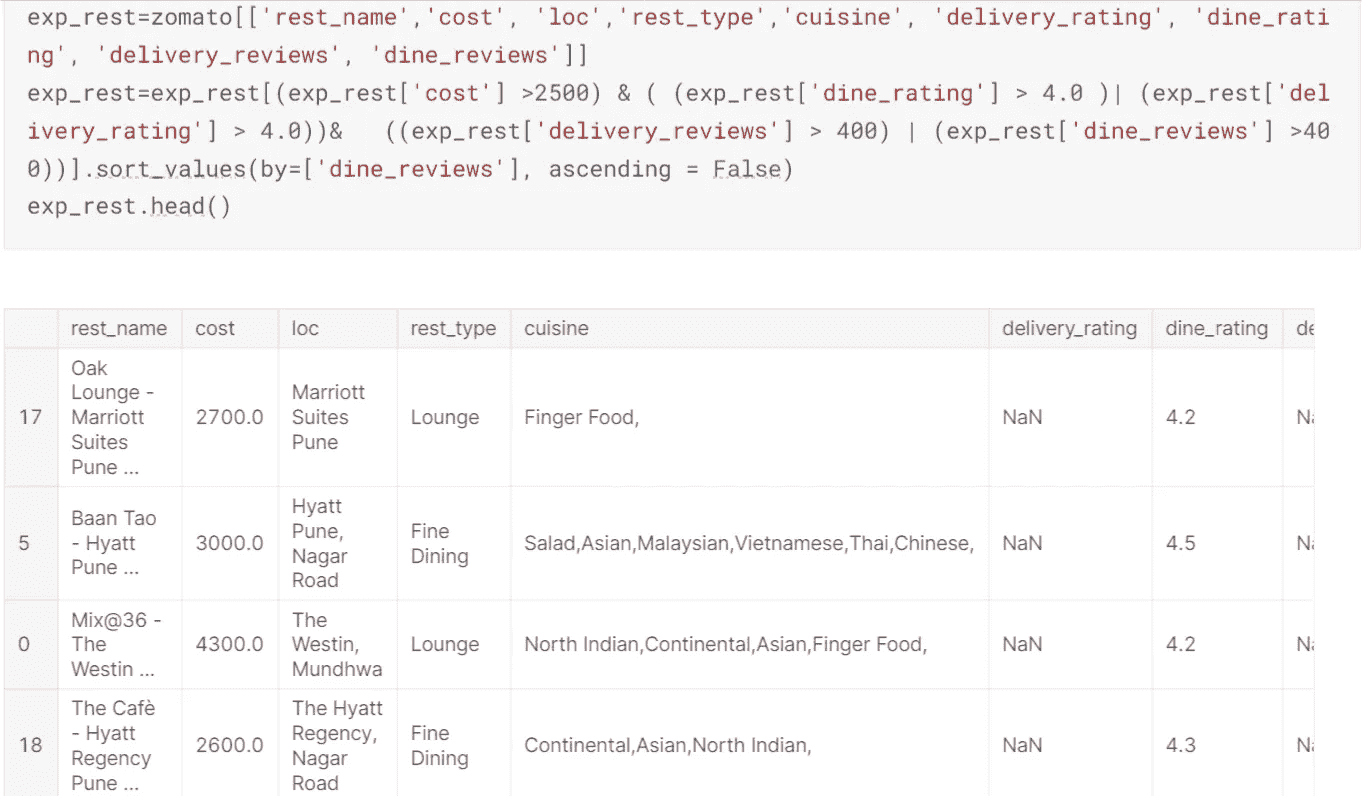 exp_rest=zomato[['rest_name','cost', 'loc','rest_type','cuisine', 'delivery_rating', 'dine_rati
ng', 'delivery_reviews', 'dine_reviews']]
exp_rest=exp_rest[(exp_rest['cost'] >2500) & ( (exp_rest['dine_rating'] > 4.0 )| (exp_rest['del
ivery_rating'] > 4.0))&   ((exp_rest['delivery_reviews'] > 400) | (exp_rest['dine_reviews'] >40
0))].sort_values(by=['dine_reviews'], ascending = False)
exp_rest.head()
rest_name cost loc rest_type cuisine delivery_rating dine_rating
Oak
Lounge -
Marriott
Suites
Pune ...
17 2700.0
Marriott
Suites
Pune
Lounge Finger Food, NaN 4.2
Baan Tao
- Hyatt
Pune ...
5 3000.0
Hyatt
Pune,
Nagar
Road
Fine
Dining
Salad,Asian,Malaysian,Vietnamese,Thai,Chinese, NaN 4.5
Mix@36 -
The
Westin ...
0 4300.0
The
Westin,
Mundhwa
Lounge North Indian,Continental,Asian,Finger Food, NaN 4.2
The Cafè
- Hyatt
Regency
Pune ...
18 2600.0
The Hyatt
Regency,
Nagar
Road
Fine
Dining
Continental,Asian,North Indian, NaN 4.3